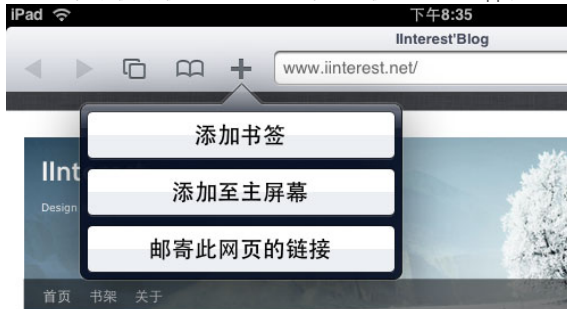 iPad 下午8:35
IInterest'Blog
www.iinterest.net/
添加书签
IInt
添加至主屏幕
Design
邮寄此网页的链接
首页 书架 关于